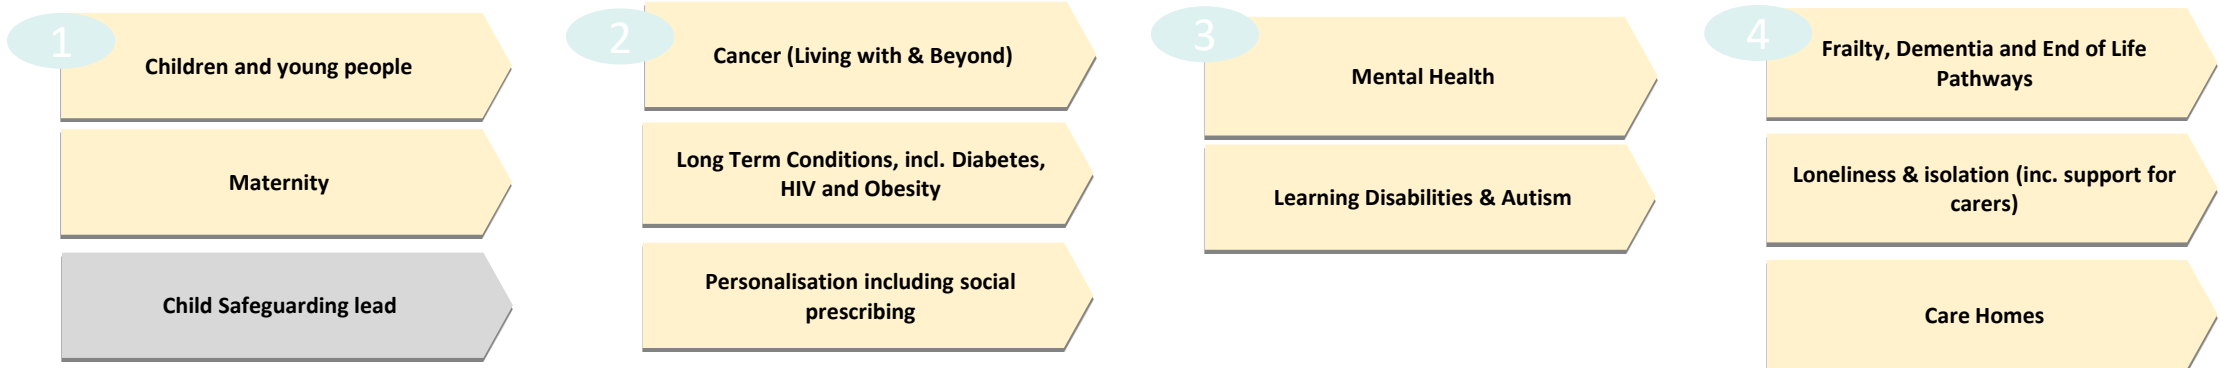 1
Children and young people
Maternity
Child Safeguarding lead
2
Cancer (Living with & Beyond)
Long Term Conditions, incl. Diabetes,
HIV and Obesity
Personalisation including social
prescribing
3
Mental Health
Learning Disabilities & Autism
4
Frailty, Dementia and End of Life
Pathways
Loneliness & isolation (inc. support for
carers)
Care Homes